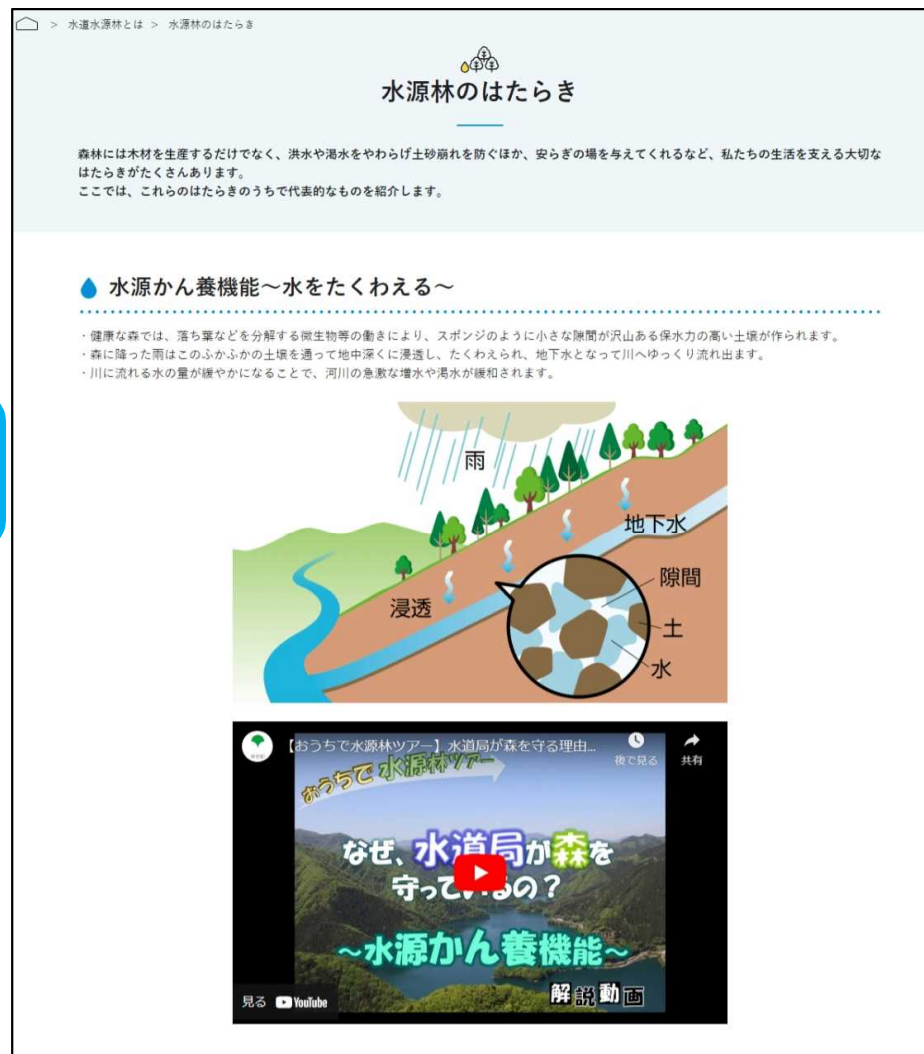 > 水道水源林とは > 水源林のはたらき
水源林のはたらき
森林には木材を生産するだけでなく、洪水や渇水をやわらげ土砂崩れを防ぐほか、安らぎの場を与えてくれるなど、私たちの生活を支える大切な
はたらきがたくさんあります。
ここでは、これらのはたらきのうちで代表的なものを紹介します。
水源かん養機能～水をたくわえる～
・健康な森では、落ち葉などを分解する微生物等の働きにより、スポンジのように小さな隙間が沢山ある保水力の高い土壌が作られます。
・森に降った雨はこのふかふかの土壌を通って地中深くに浸透し、たくわえられ、地下水となって川へゆっくり流れ出ます。
・川に流れる水の量が緩やかになることで、河川の急激な増水や渇水が緩和されます。
雨
地下水
隙間
浸透
土
水
【おうちで水源林ツアー】水道局が森を守る理由...
後で見る
共有
おうちで水源林ツアー
なぜ、水道局が森を
守っているの？
～水源かん養機能～
解説動画
見る YouTube